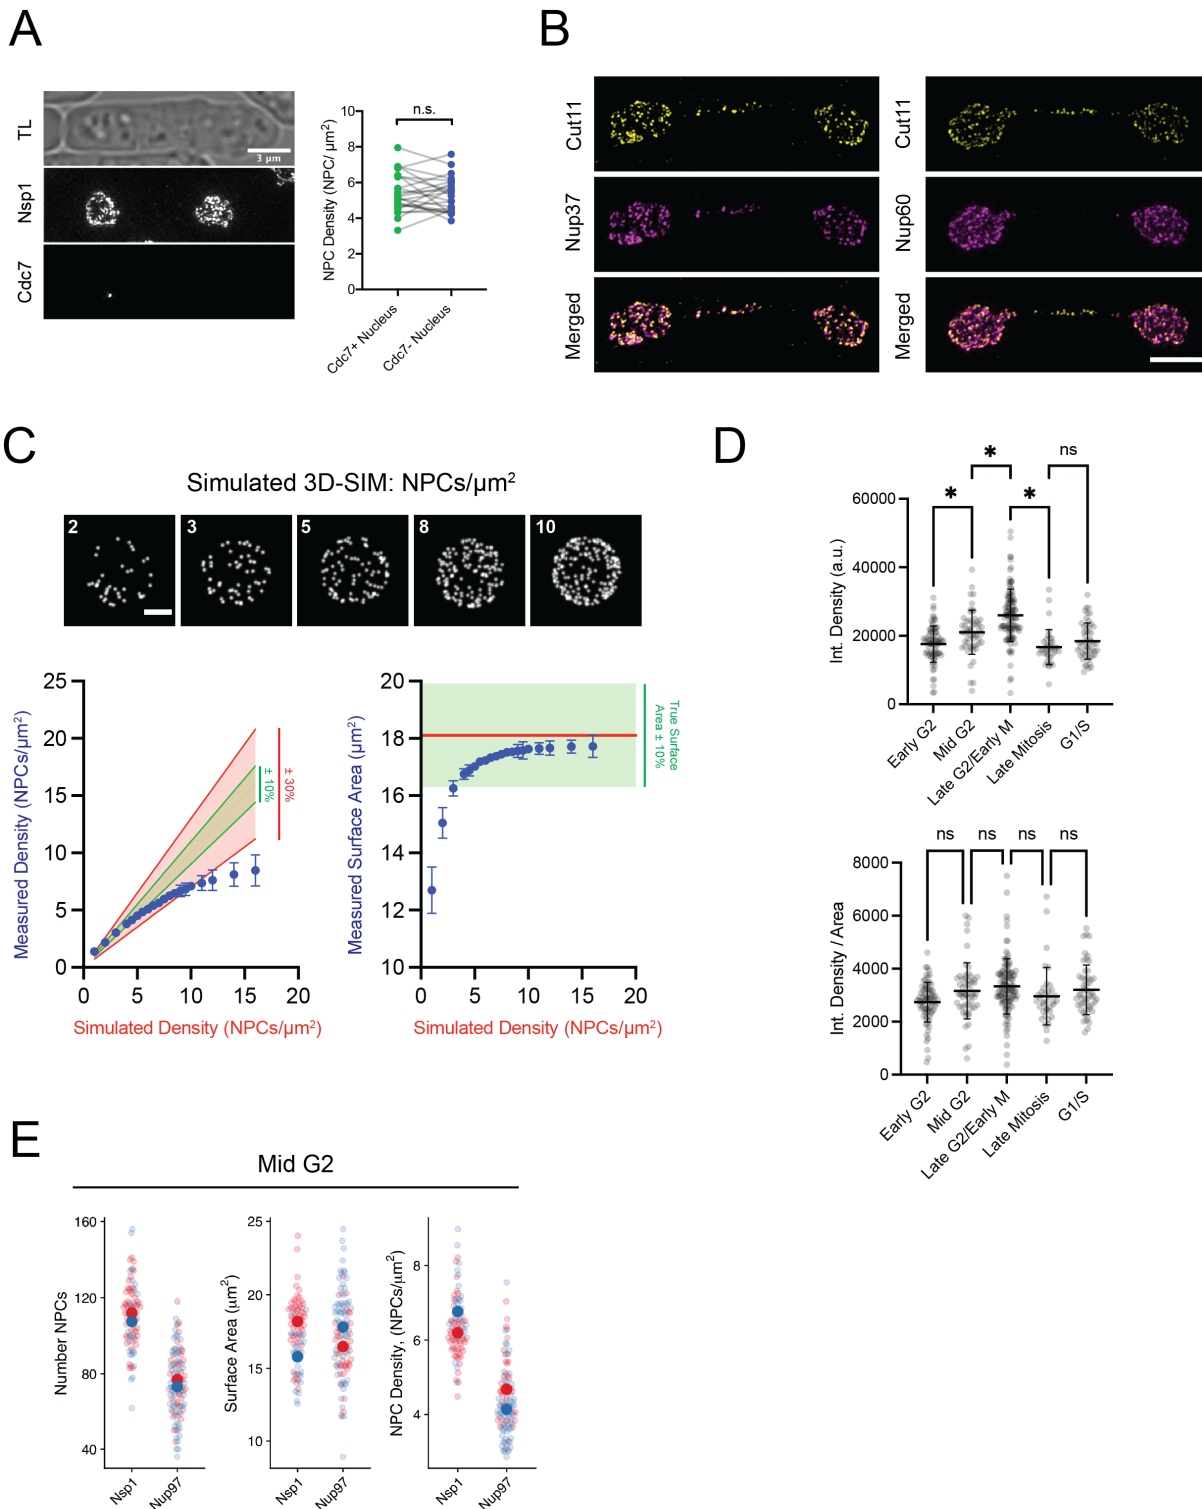 A
TL
3 μm
Nsp1
Cdc7
NPC Density (NPC/ μm²)
10
8
6
4
2
0
n.s.
Cdc7+ Nucleus
Cdc7- Nucleus
B
Cut11
Nup37
Merged
Cut11
Nup60
Merged
C
Simulated 3D-SIM: NPCs/μm²
2
3
5
8
10
Measured Density (NPCs/μm²)
25
20
15
10
5
0
± 10%
± 30%
0
5
10
15
20
Simulated Density (NPCs/μm²)
Measured Surface Area (μm²)
20
18
16
14
12
10
True Surface
Area ± 10%
0
5
10
15
20
Simulated Density (NPCs/μm²)
D
*
*
*
ns
Int. Density (a.u.)
60000
40000
20000
0
Early G2
Mid G2
Late G2/Early M
Late Mitosis
G1/S
ns
ns
ns
ns
Int. Density / Area
8000
6000
4000
2000
0
Early G2
Mid G2
Late G2/Early M
Late Mitosis
G1/S
E
Mid G2
Number NPCs
160
120
80
40
Nsp1
Nup97
Surface Area (μm²)
25
20
15
10
Nsp1
Nup97
NPC Density, (NPCs/μm²)
8
6
4
Nsp1
Nup97